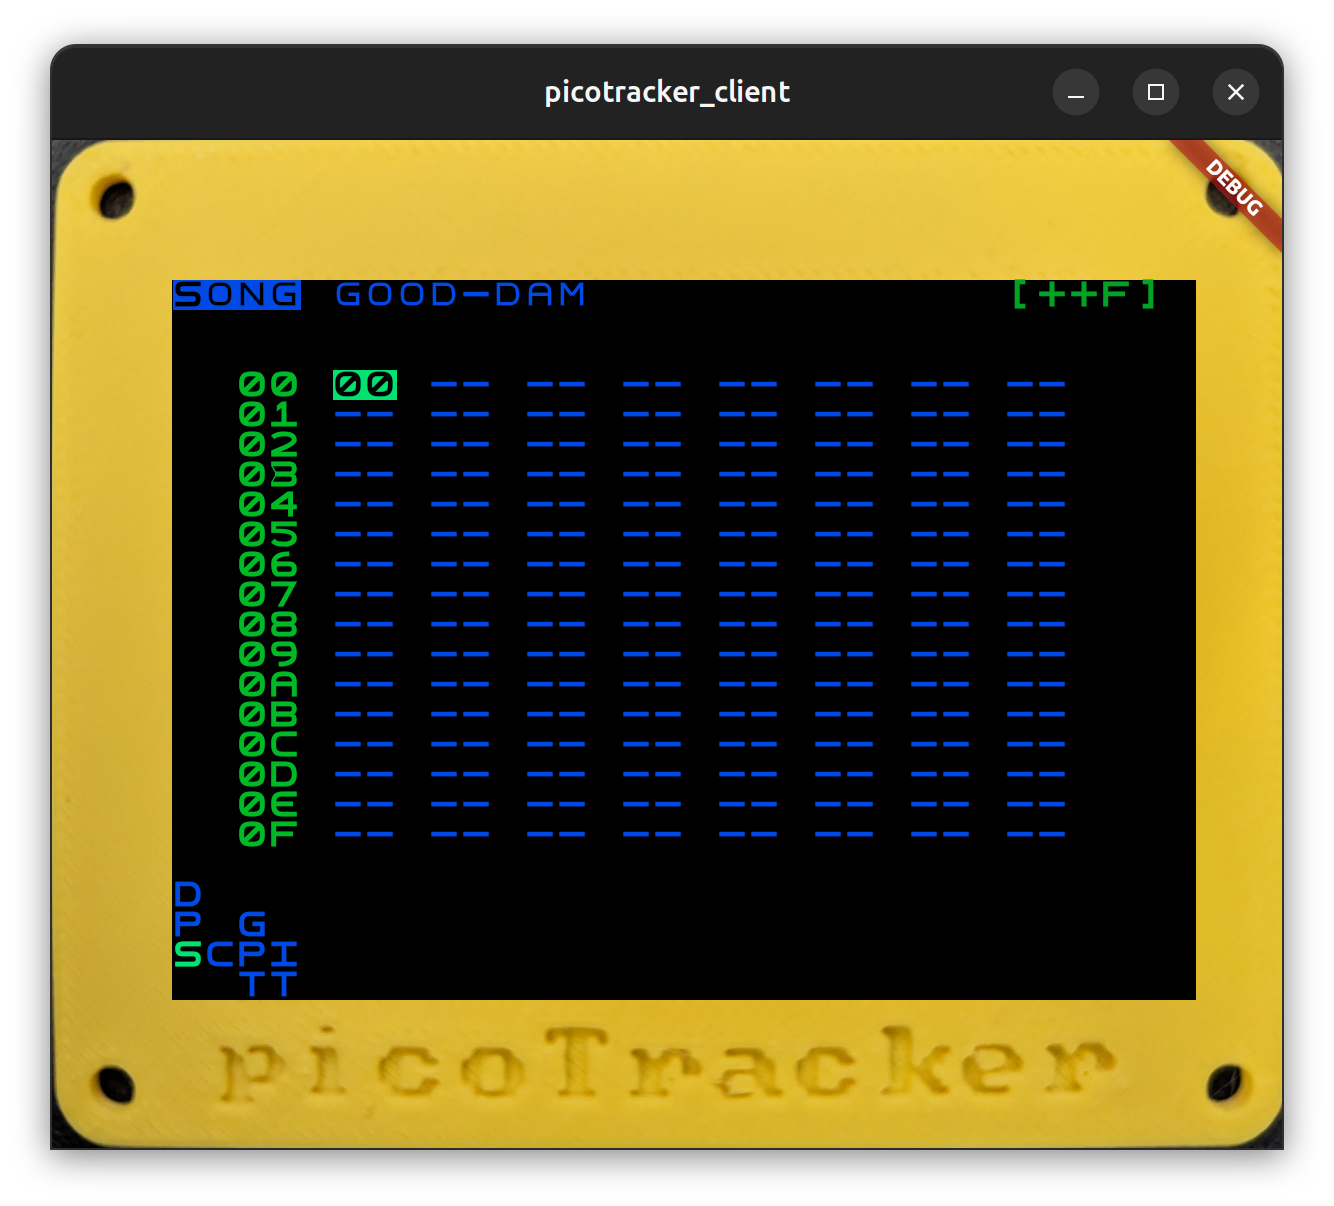 picotracker_client
DEBUG
SONG GOOD-DAM [++F]
00 00 -- -- -- -- -- -- --
01 -- -- -- -- -- -- -- --
02 -- -- -- -- -- -- -- --
03 -- -- -- -- -- -- -- --
04 -- -- -- -- -- -- -- --
05 -- -- -- -- -- -- -- --
06 -- -- -- -- -- -- -- --
07 -- -- -- -- -- -- -- --
08 -- -- -- -- -- -- -- --
09 -- -- -- -- -- -- -- --
0A -- -- -- -- -- -- -- --
0B -- -- -- -- -- -- -- --
0C -- -- -- -- -- -- -- --
0D -- -- -- -- -- -- -- --
0E -- -- -- -- -- -- -- --
0F -- -- -- -- -- -- -- --
D
P G
SCPI
TT
picoTracker